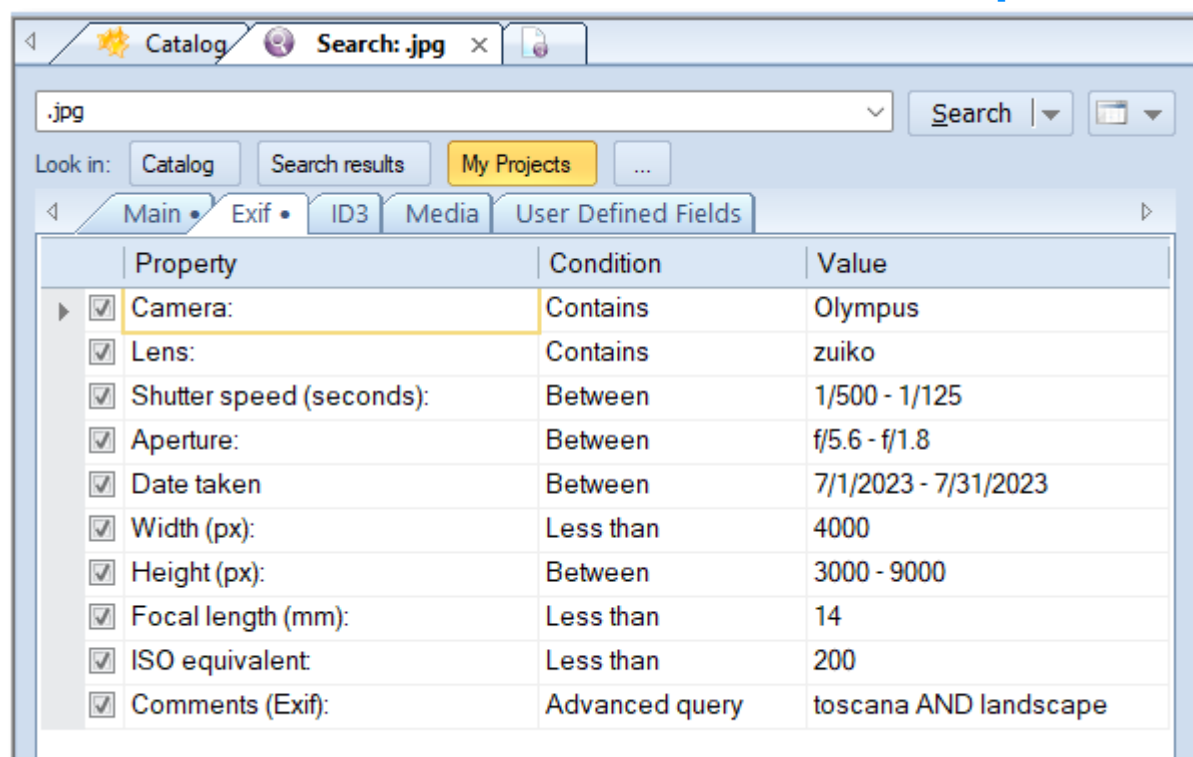 Catalog Search: .jpg
.jpg Search
Look in: Catalog Search results My Projects ...
Main • Exif • ID3 Media User Defined Fields
Property Condition Value
Camera: Contains Olympus
Lens: Contains zuiko
Shutter speed (seconds): Between 1/500 - 1/125
Aperture: Between f/5.6 - f/1.8
Date taken Between 7/1/2023 - 7/31/2023
Width (px): Less than 4000
Height (px): Between 3000 - 9000
Focal length (mm): Less than 14
ISO equivalent: Less than 200
Comments (Exif): Advanced query toscana AND landscape